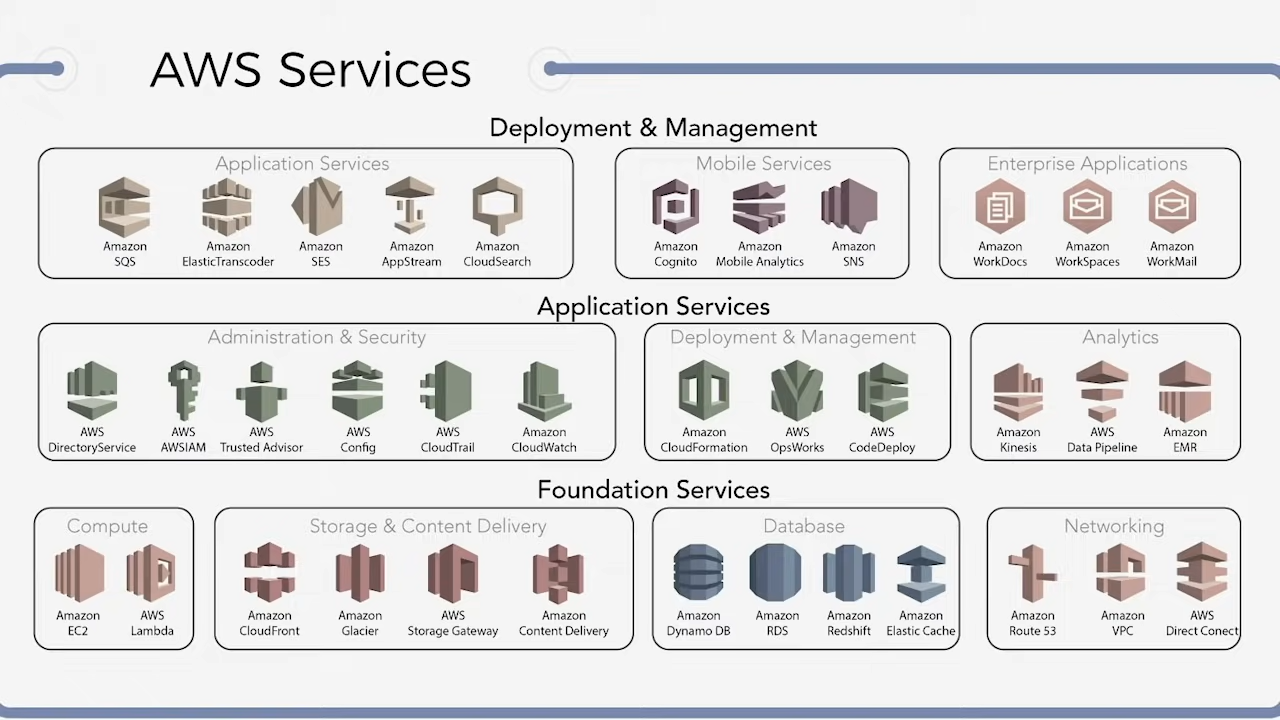 AWS Services
Deployment & Management
Application Services
Amazon
SQS
Amazon
ElasticTranscoder
Amazon
SES
Amazon
AppStream
Amazon
CloudSearch
Mobile Services
Amazon
Cognito
Amazon
Mobile Analytics
Amazon
SNS
Enterprise Applications
Amazon
WorkDocs
Amazon
WorkSpaces
Amazon
WorkMail
Application Services
Administration & Security
AWS
DirectoryService
AWS
AWSIAM
AWS
Trusted Advisor
AWS
Config
AWS
CloudTrail
Amazon
CloudWatch
Deployment & Management
Amazon
CloudFormation
AWS
OpsWorks
AWS
CodeDeploy
Analytics
Amazon
Kinesis
AWS
Data Pipeline
Amazon
EMR
Foundation Services
Compute
Amazon
EC2
AWS
Lambda
Storage & Content Delivery
Amazon
CloudFront
Amazon
Glacier
AWS
Storage Gateway
Amazon
Content Delivery
Database
Amazon
Dynamo DB
Amazon
RDS
Amazon
Redshift
Amazon
Elastic Cache
Networking
Amazon
Route 53
Amazon
VPC
AWS
Direct Conect